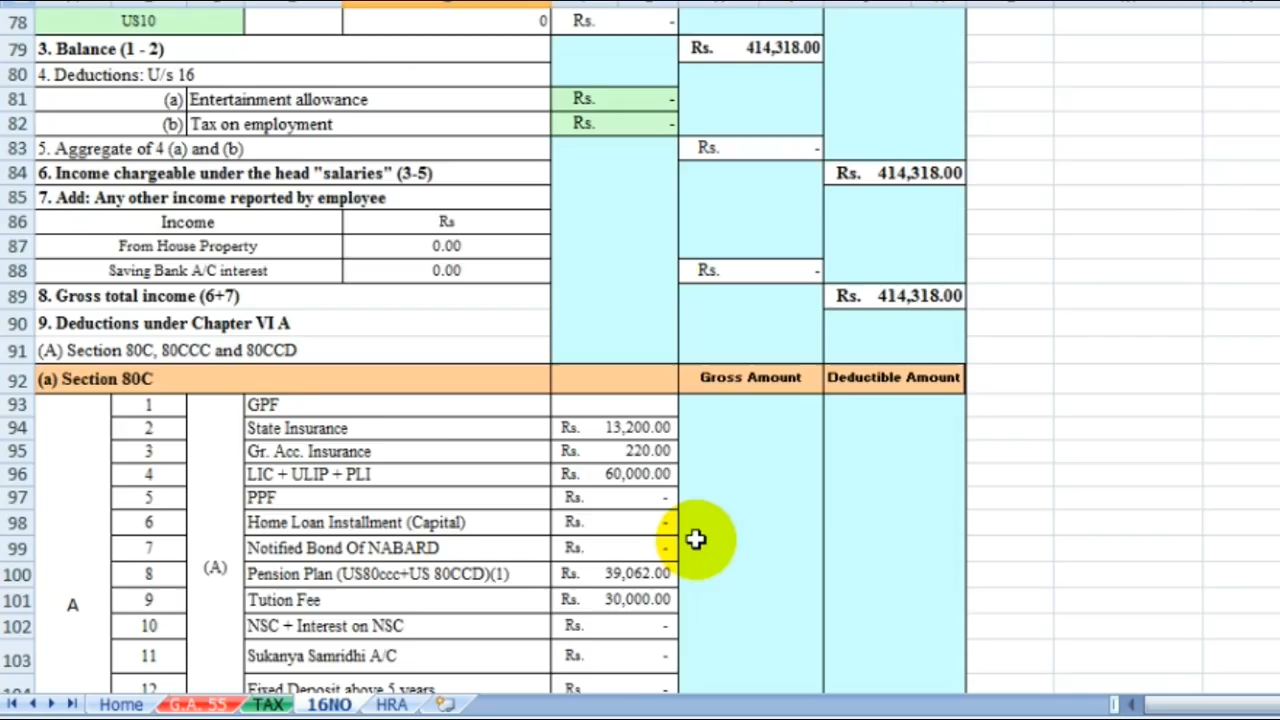 78 US10 0 Rs. -
79 3. Balance (1 - 2) Rs. 414,318.00
80 4. Deductions: U/s 16
81 (a) Entertainment allowance Rs. -
82 (b) Tax on employment Rs. -
83 5. Aggregate of 4 (a) and (b) Rs. -
84 6. Income chargeable under the head "salaries" (3-5) Rs. 414,318.00
85 7. Add: Any other income reported by employee
86 Income Rs
87 From House Property 0.00
88 Saving Bank A/C interest 0.00 Rs. -
89 8. Gross total income (6+7) Rs. 414,318.00
90 9. Deductions under Chapter VI A
91 (A) Section 80C, 80CCC and 80CCD
92 (a) Section 80C Gross Amount Deductible Amount
93 1 GPF
94 2 State Insurance Rs. 13,200.00
95 3 Gr. Acc. Insurance Rs. 220.00
96 4 LIC + ULIP + PLI Rs. 60,000.00
97 5 PPF Rs. -
98 6 Home Loan Installment (Capital) Rs. -
99 7 Notified Bond Of NABARD Rs. -
(A)
100 8 Pension Plan (US80ccc+US 80CCD)(1) Rs. 39,062.00
101 A 9 Tution Fee Rs. 30,000.00
102 10 NSC + Interest on NSC Rs. -
103 11 Sukanya Samridhi A/C Rs. -
104 12 Fixed Deposit above 5 years Rs. -
Home G.A. 55 TAX 16NO HRA